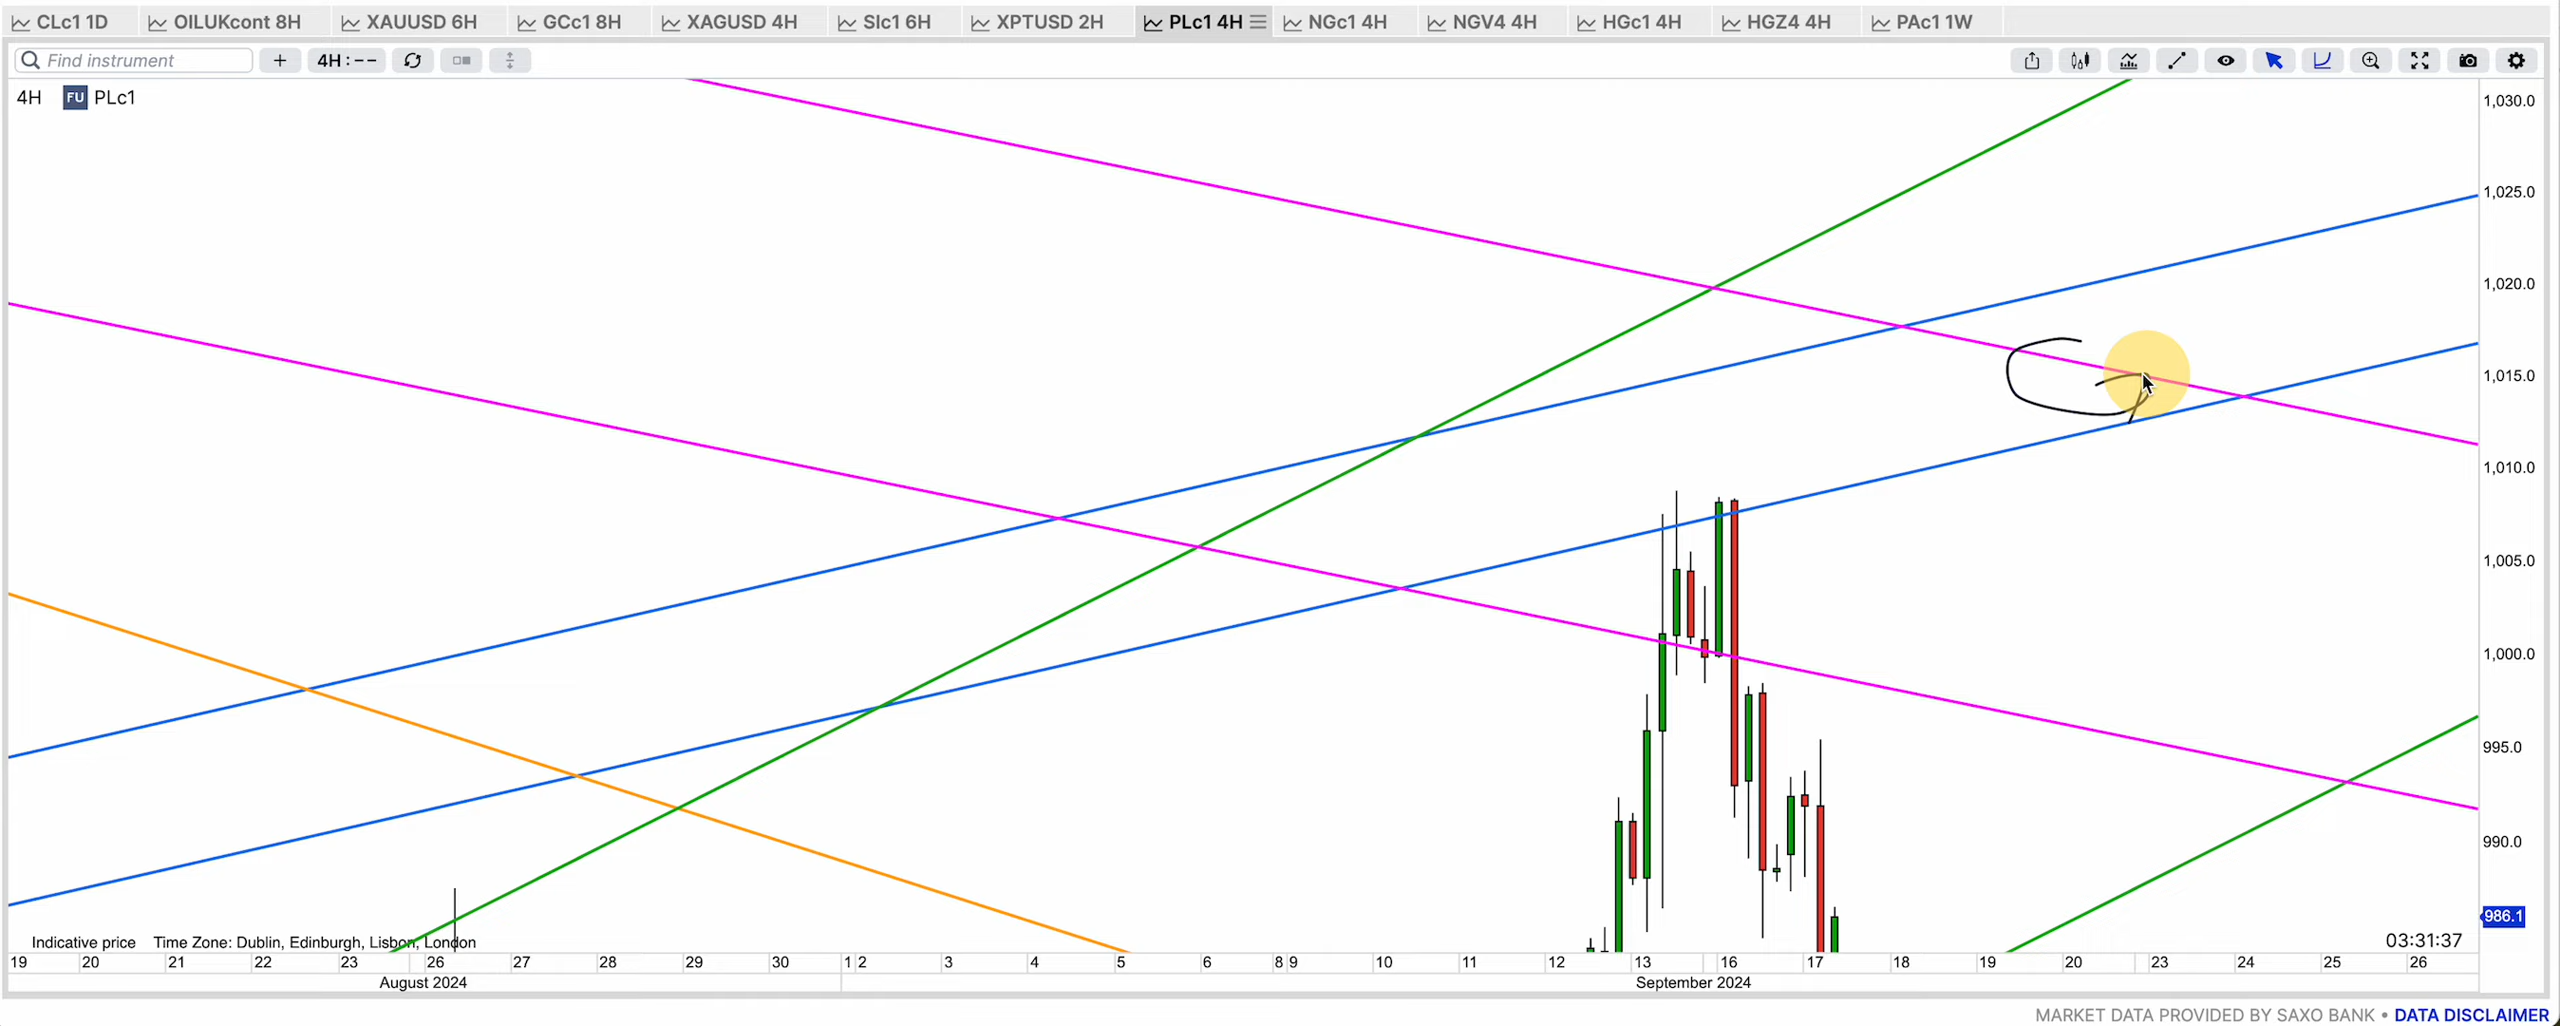 CLc1 1D OILUKcont 8H XAUUSD 6H GCc1 8H XAGUSD 4H SIc1 6H XPTUSD 2H PLc1 4H NGc1 4H NGV4 4H HGc1 4H HGZ4 4H PAc1 1W
Find instrument + 4H : - -
4H FU PLc1
1,030.0
1,025.0
1,020.0
1,015.0
1,010.0
1,005.0
1,000.0
995.0
990.0
986.1
Indicative price Time Zone: Dublin, Edinburgh, Lisbon, London 03:31:37
19 20 21 22 23 26 27 28 29 30 1 2 3 4 5 6 8 9 10 11 12 13 16 17 18 19 20 23 24 25 26
August 2024 September 2024
MARKET DATA PROVIDED BY SAXO BANK • DATA DISCLAIMER